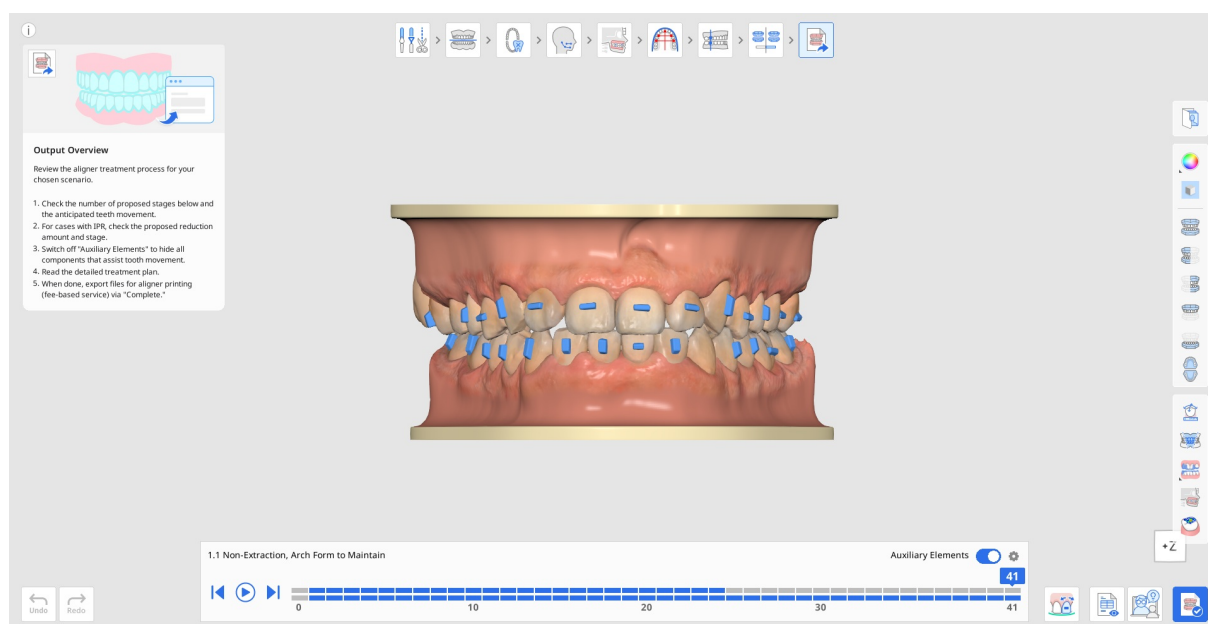 Output Overview
Review the aligner treatment process for your
chosen scenario.
1. Check the number of proposed stages below and
the anticipated teeth movement.
2. For cases with IPR, check the proposed reduction
amount and stage.
3. Switch off "Auxiliary Elements" to hide all
components that assist tooth movement.
4. Read the detailed treatment plan.
5. When done, export files for aligner printing
(fee-based service) via "Complete."
+Z
1.1 Non-Extraction, Arch Form to Maintain
Auxiliary Elements
41
0 10 20 30 41
Undo Redo